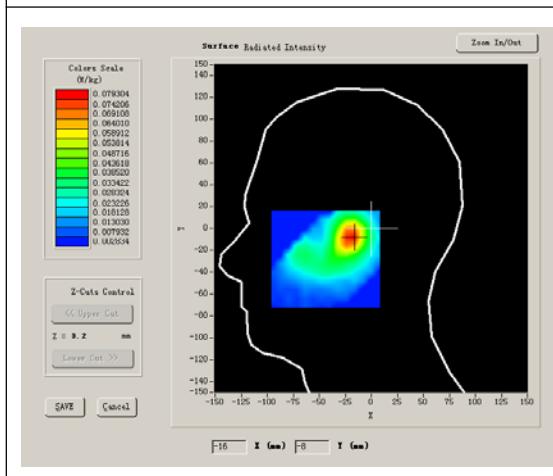 Surface Radiated Intensity
Zoom In/Out
Colors Scale
(W/kg)
0.079304
0.074206
0.069108
0.064010
0.058912
0.053814
0.048716
0.043618
0.038520
0.033422
0.028324
0.023226
0.018128
0.013030
0.007932
0.002834
150
140
120
100
80
60
40
20
0
-20
-40
-60
-80
-100
-120
-140
-150
-150 -125 -100 -75 -50 -25 0 25 50 75 100 125 150
X
Z-Cuts Control
<< Upper Cut
Z = 0.2 mm
Lower Cut >>
SAVE
Cancel
-16 X (mm) -8 Y (mm)